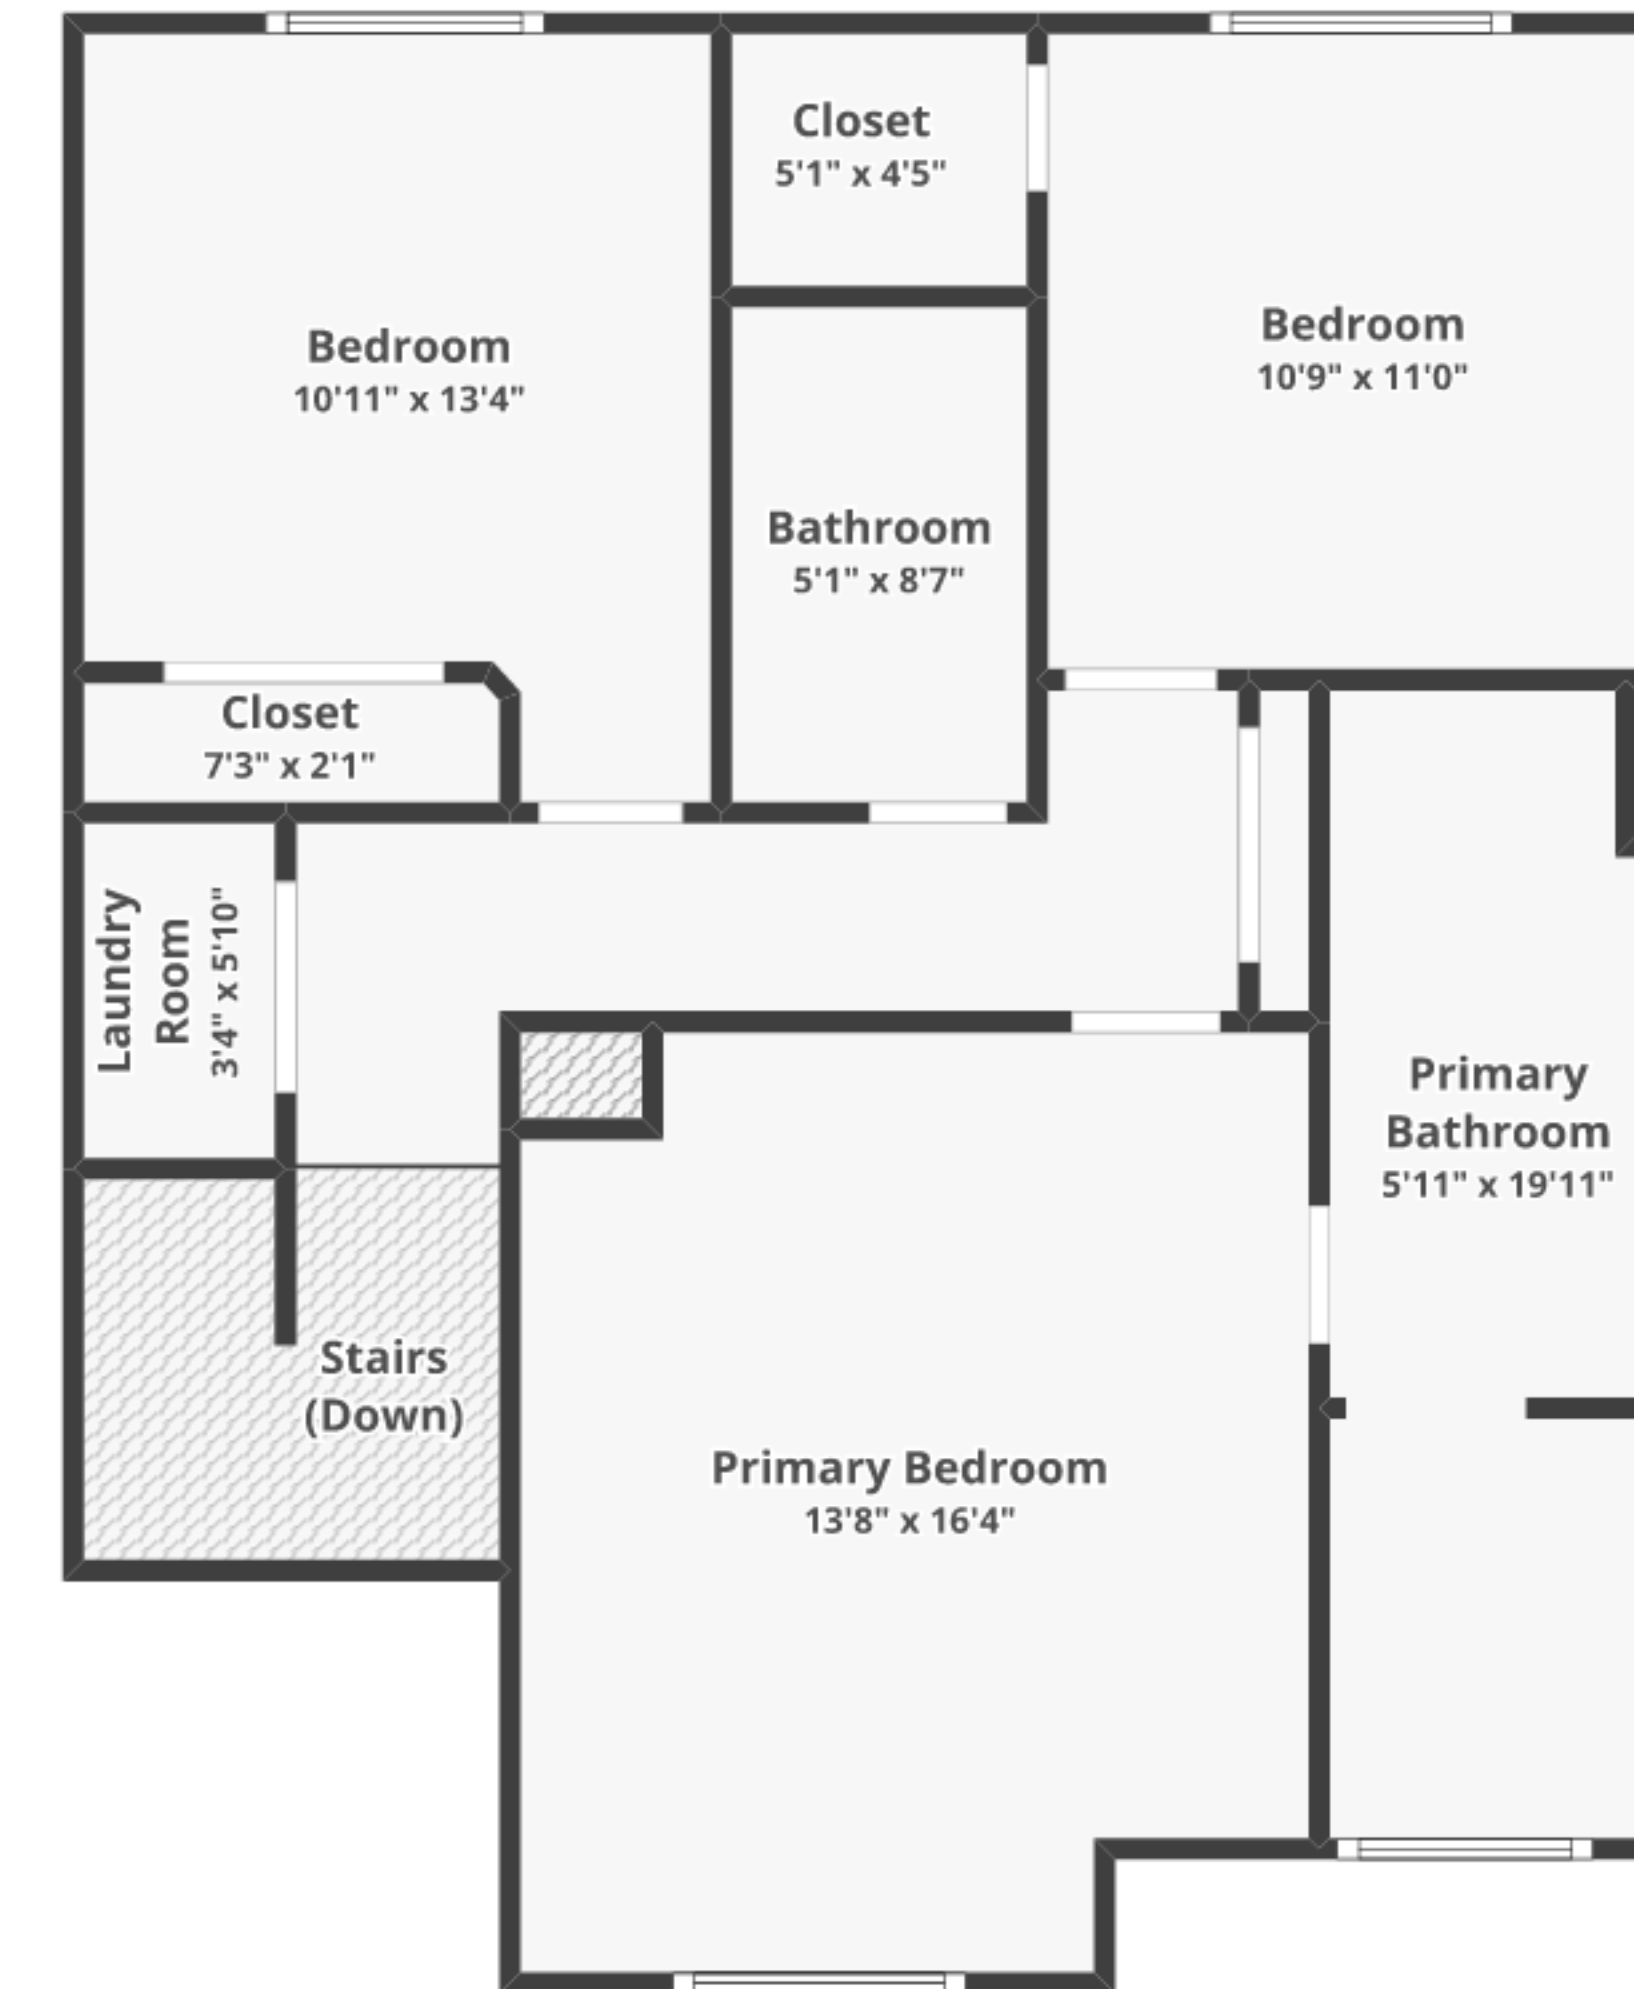 Closet
5'1" x 4'5"
Bedroom
10'11" x 13'4"
Bedroom
10'9" x 11'0"
Bathroom
5'1" x 8'7"
Closet
7'3" x 2'1"
Laundry
Room
3'4" x 5'10"
Primary
Bathroom
5'11" x 19'11"
Stairs
(Down)
Primary Bedroom
13'8" x 16'4"